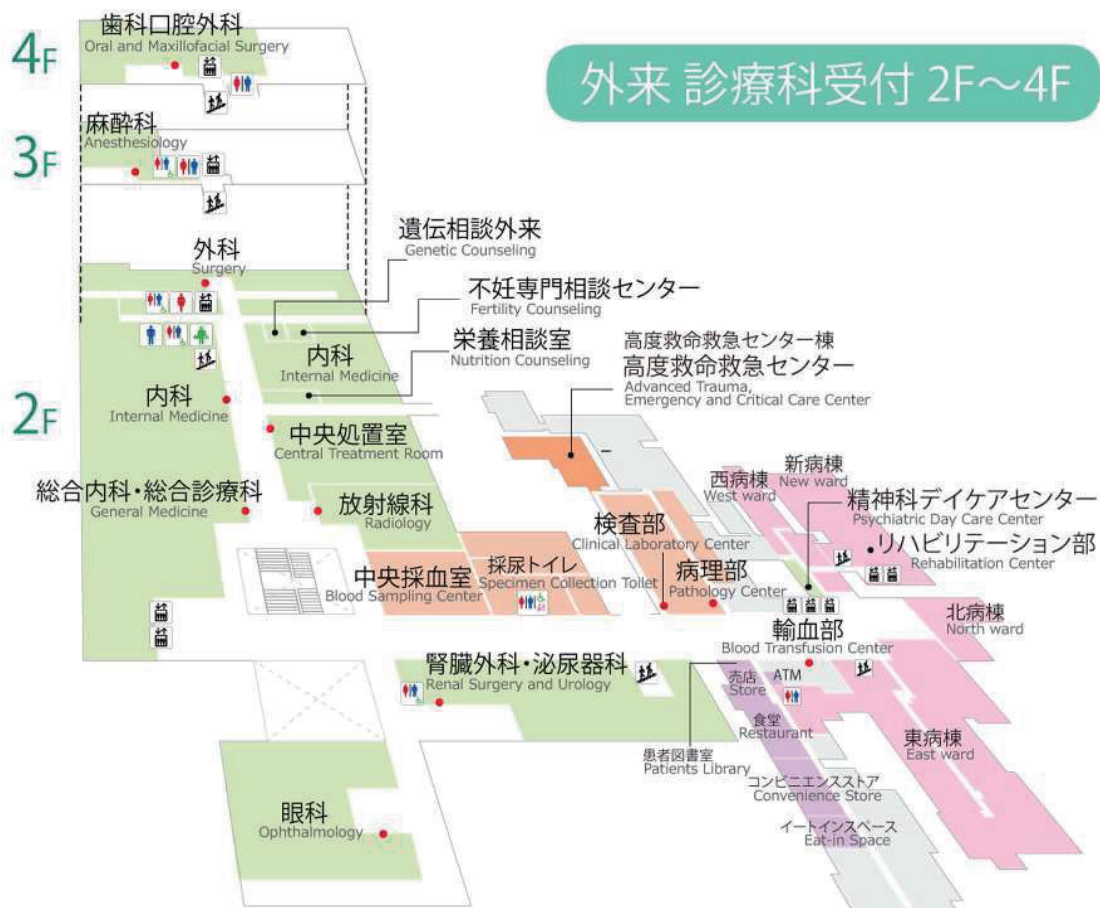 外来 診療科受付 2F～4F
4F
歯科口腔外科
Oral and Maxillofacial Surgery
3F
麻酔科
Anesthesiology
2F
外科
Surgery
遺伝相談外来
Genetic Counseling
不妊専門相談センター
Fertility Counseling
栄養相談室
Nutrition Counseling
内科
Internal Medicine
内科
Internal Medicine
高度救命救急センター棟
高度救命救急センター
Advanced Trauma,
Emergency and Critical Care Center
中央処置室
Central Treatment Room
総合内科・総合診療科
General Medicine
放射線科
Radiology
西病棟
West ward
新病棟
New ward
精神科デイケアセンター
Psychiatric Day Care Center
リハビリテーション部
Rehabilitation Center
検査部
Clinical Laboratory Center
中央採血室
Blood Sampling Center
採尿トイレ
Specimen Collection Toilet
病理部
Pathology Center
北病棟
North ward
輸血部
Blood Transfusion Center
腎臓外科・泌尿器科
Renal Surgery and Urology
売店
Store
ATM
食堂
Restaurant
患者図書室
Patients Library
東病棟
East ward
コンビニエンスストア
Convenience Store
イートインスペース
Eat-in Space
眼科
Ophthalmology